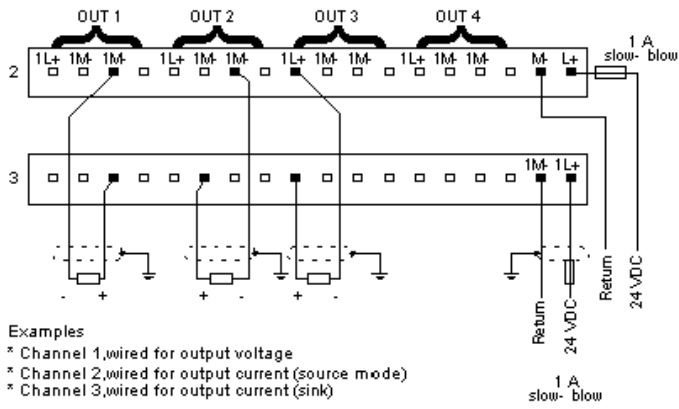 OUT 1 OUT 2 OUT 3 OUT 4
1 A
slow- blow
1L+ 1M- 1M- 1L+ 1M- 1M- 1L+ 1M- 1M- 1L+ 1M- 1M- M- L+
2
1M- 1L+
3
- + + - + -
Return
24 VDC
Return
24 VDC
Examples
* Channel 1,wired for output voltage
* Channel 2,wired for output current (source mode)
* Channel 3,wired for output current (sink)
1 A
slow- blow